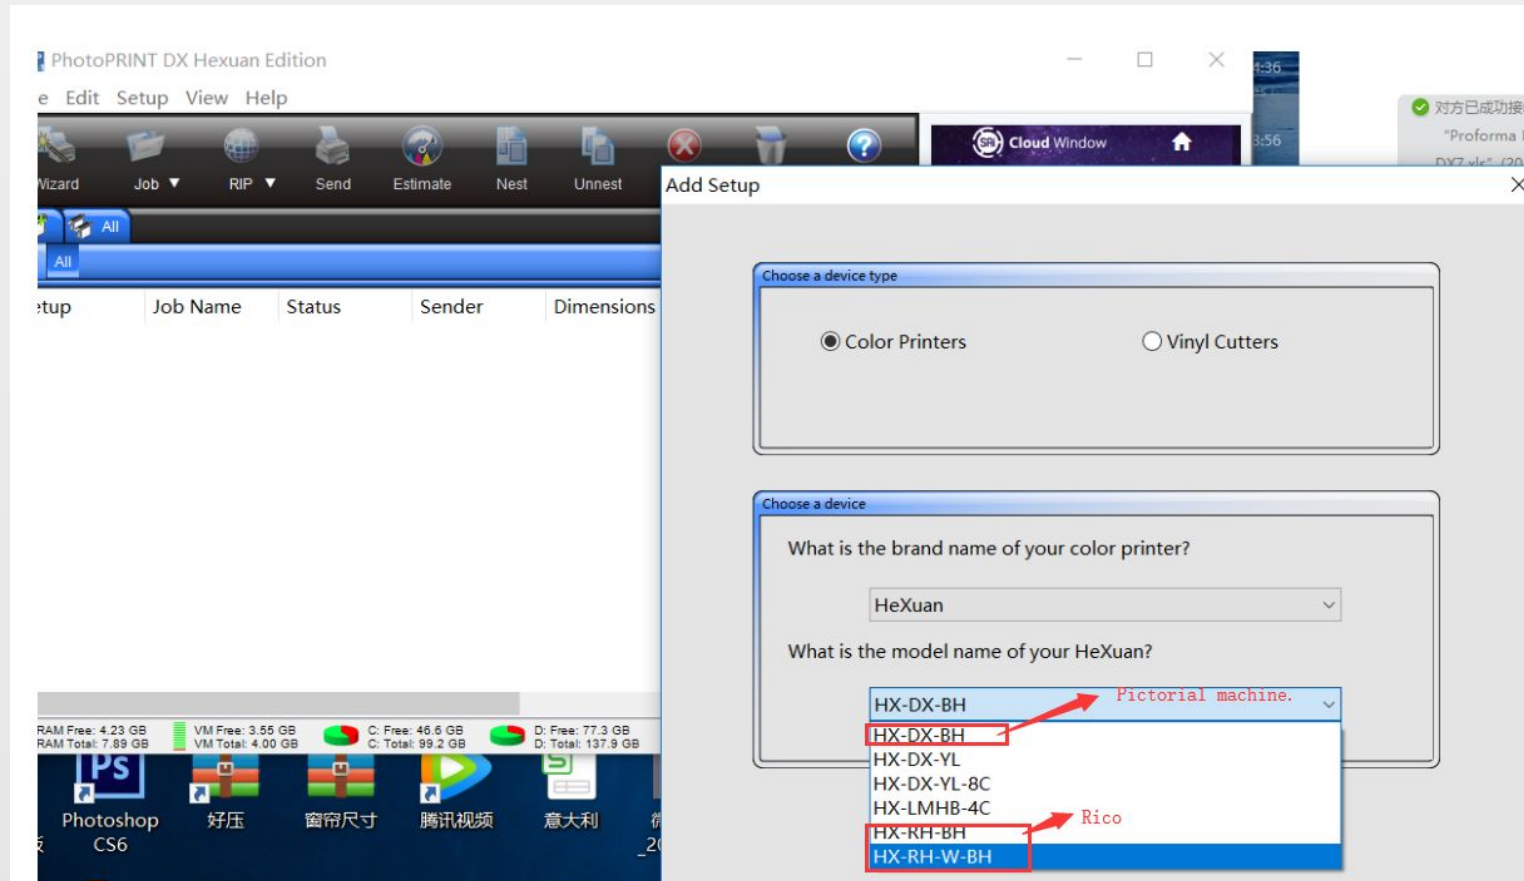 PhotoPRINT DX Hexuan Edition
e Edit Setup View Help
4:36
Wizard Job RIP Send Estimate Nest Unnest
SAi Cloud Window
3:56
对方已成功接
"Proforma
DX7.xls" (20
Add Setup
All
All
etup Job Name Status Sender Dimensions
Choose a device type
Color Printers Vinyl Cutters
Choose a device
What is the brand name of your color printer?
HeXuan
What is the model name of your HeXuan?
HX-DX-BH
Pictorial machine.
HX-DX-BH
HX-DX-YL
HX-DX-YL-8C
HX-LMHB-4C
HX-RH-BH
Rico
HX-RH-W-BH
RAM Free: 4.23 GB VM Free: 3.55 GB C: Free: 46.6 GB D: Free: 77.3 GB
RAM Total: 7.89 GB VM Total: 4.00 GB C: Total: 99.2 GB D: Total: 137.9 GB
Ps
S
Photoshop 好压 窗帘尺寸 腾讯视频 意大利
CS6
_20